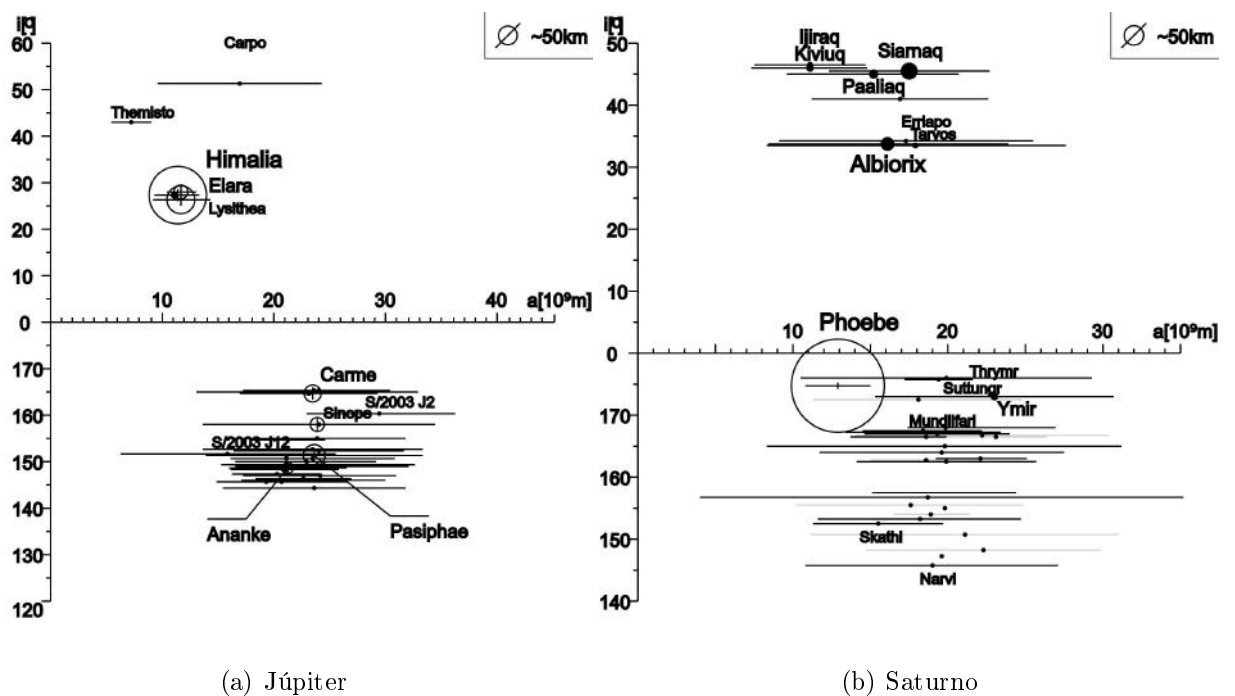 i[º]
60
50
40
30
20
10
0
170
160
150
140
130
120
10
20
30
40
a[10⁹m]
~50km
Carpo
Themisto
Himalia
Elara
Lysithea
Carme
S/2003 J2
Sinope
S/2003 J12
Ananke
Pasiphae
(a) Júpiter
i[º]
50
40
30
20
10
0
170
160
150
140
10
20
30
a[10⁹m]
~50km
Ijiraq
Kiviuq
Siarnaq
Paaliaq
Erriapo
Tarvos
Albiorix
Phoebe
Thrymr
Suttungr
Ymir
Mundilfari
Skathi
Narvi
(b) Saturno